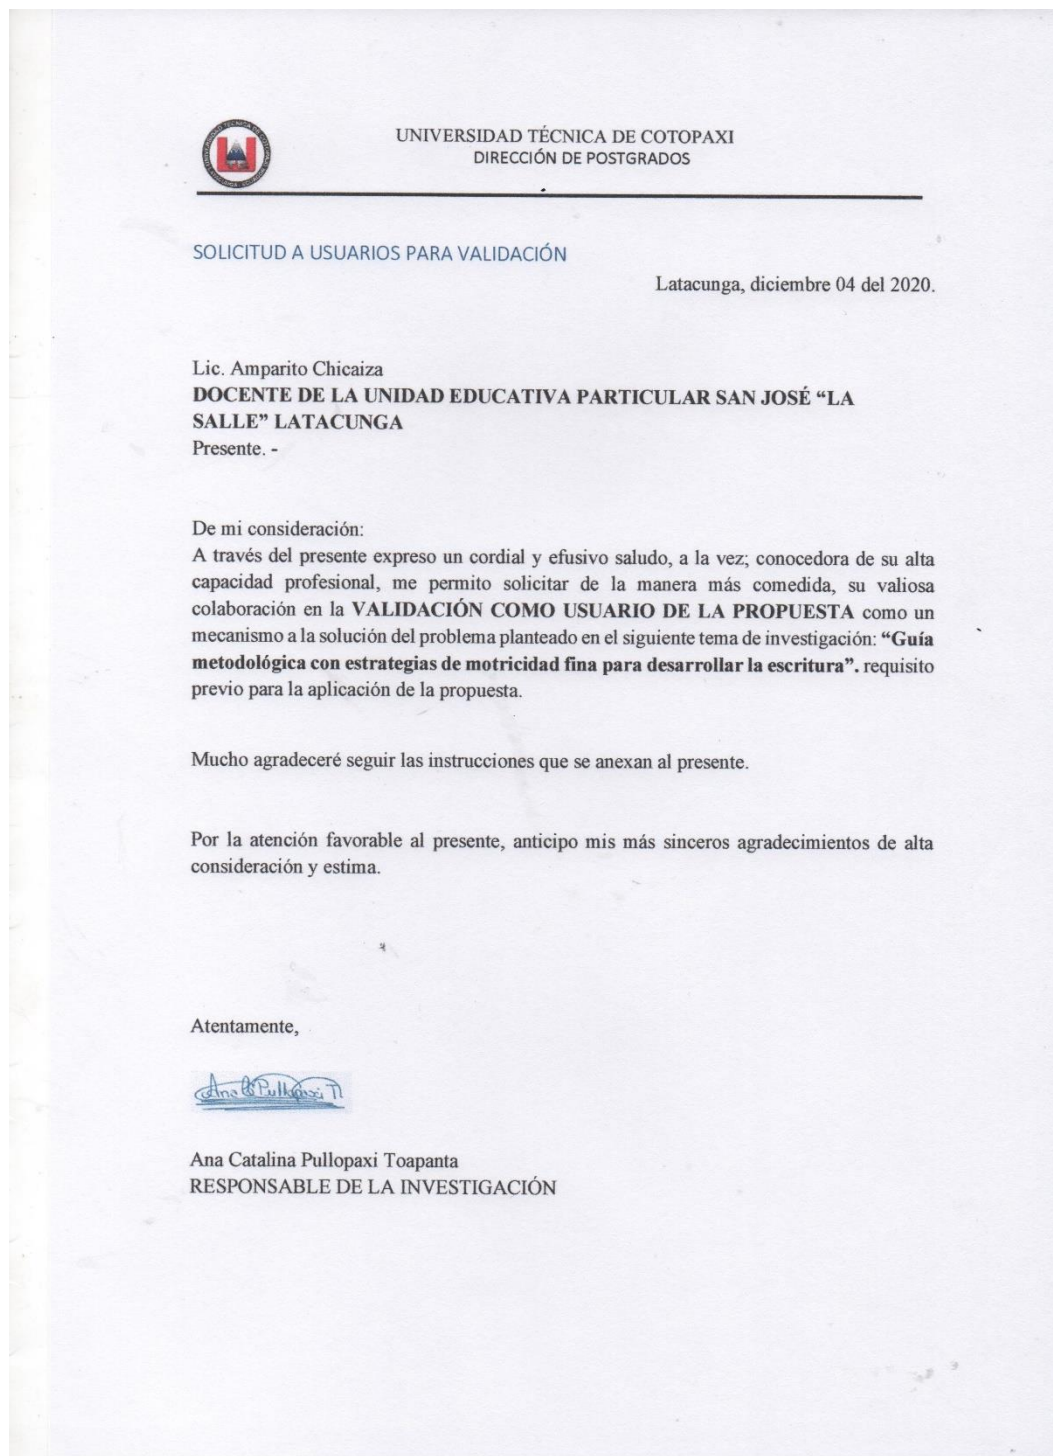 UNIVERSIDAD TÉCNICA DE COTOPAXI
DIRECCIÓN DE POSTGRADOS
SOLICITUD A USUARIOS PARA VALIDACIÓN
Latacunga, diciembre 04 del 2020.
Lic. Amparito Chicaiza
DOCENTE DE LA UNIDAD EDUCATIVA PARTICULAR SAN JOSÉ “LA
SALLE” LATACUNGA
Presente. -
De mi consideración:
A través del presente expreso un cordial y efusivo saludo, a la vez; conocedora de su alta
capacidad profesional, me permito solicitar de la manera más comedida, su valiosa
colaboración en la VALIDACIÓN COMO USUARIO DE LA PROPUESTA como un
mecanismo a la solución del problema planteado en el siguiente tema de investigación: “Guía
metodológica con estrategias de motricidad fina para desarrollar la escritura”. requisito
previo para la aplicación de la propuesta.
Mucho agradeceré seguir las instrucciones que se anexan al presente.
Por la atención favorable al presente, anticipo mis más sinceros agradecimientos de alta
consideración y estima.
Atentamente,
Ana C Pullopaxi T
Ana Catalina Pullopaxi Toapanta
RESPONSABLE DE LA INVESTIGACIÓN